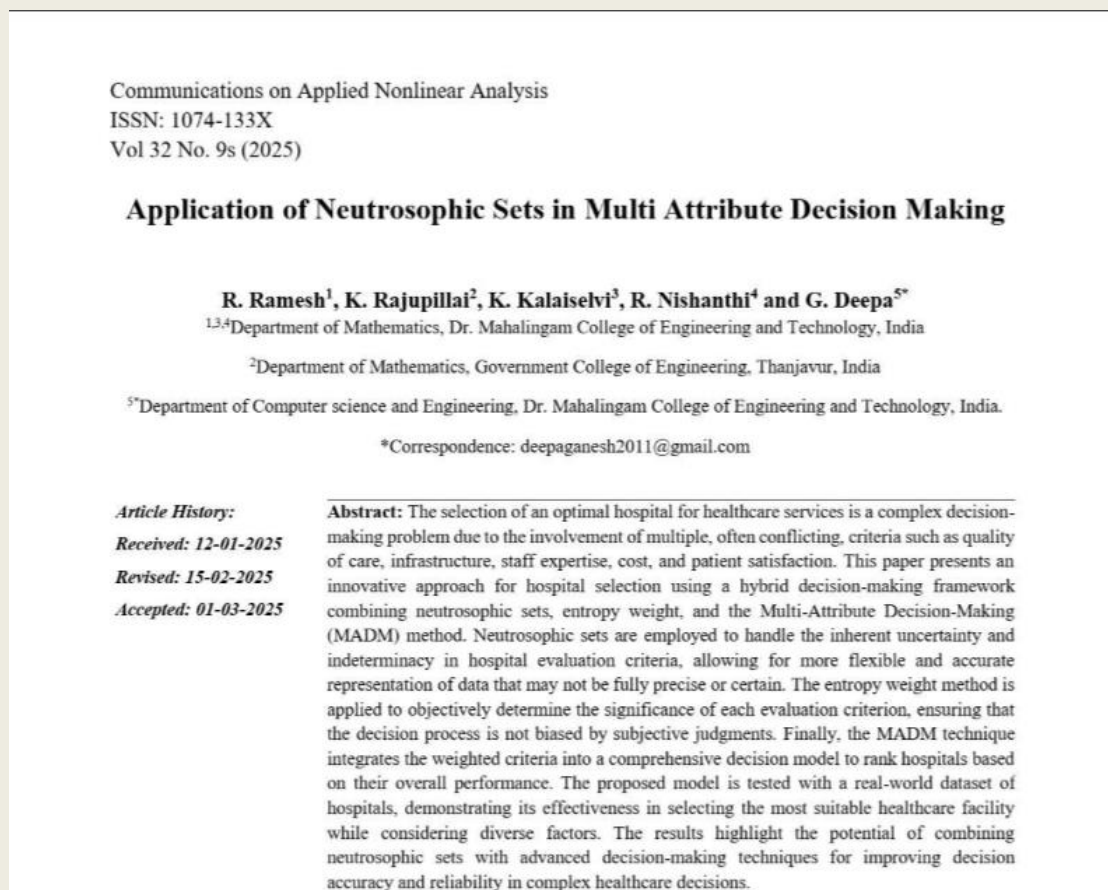 Communications on Applied Nonlinear Analysis
ISSN: 1074-133X
Vol 32 No. 9s (2025)
Application of Neutrosophic Sets in Multi Attribute Decision Making
R. Ramesh1, K. Rajupillai2, K. Kalaiselvi3, R. Nishanthi4 and G. Deepa5*
1,3,4Department of Mathematics, Dr. Mahalingam College of Engineering and Technology, India
2Department of Mathematics, Government College of Engineering, Thanjavur, India
5*Department of Computer science and Engineering, Dr. Mahalingam College of Engineering and Technology, India.
*Correspondence: deepaganesh2011@gmail.com
Article History:
Received: 12-01-2025
Revised: 15-02-2025
Accepted: 01-03-2025
Abstract: The selection of an optimal hospital for healthcare services is a complex decision-
making problem due to the involvement of multiple, often conflicting, criteria such as quality
of care, infrastructure, staff expertise, cost, and patient satisfaction. This paper presents an
innovative approach for hospital selection using a hybrid decision-making framework
combining neutrosophic sets, entropy weight, and the Multi-Attribute Decision-Making
(MADM) method. Neutrosophic sets are employed to handle the inherent uncertainty and
indeterminacy in hospital evaluation criteria, allowing for more flexible and accurate
representation of data that may not be fully precise or certain. The entropy weight method is
applied to objectively determine the significance of each evaluation criterion, ensuring that
the decision process is not biased by subjective judgments. Finally, the MADM technique
integrates the weighted criteria into a comprehensive decision model to rank hospitals based
on their overall performance. The proposed model is tested with a real-world dataset of
hospitals, demonstrating its effectiveness in selecting the most suitable healthcare facility
while considering diverse factors. The results highlight the potential of combining
neutrosophic sets with advanced decision-making techniques for improving decision
accuracy and reliability in complex healthcare decisions.